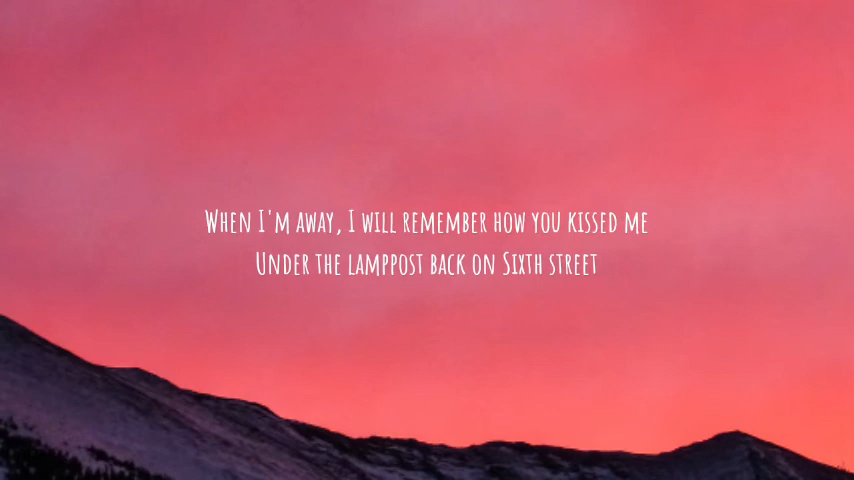 When I'm away, I will remember how you kissed me
Under the lamppost back on Sixth street